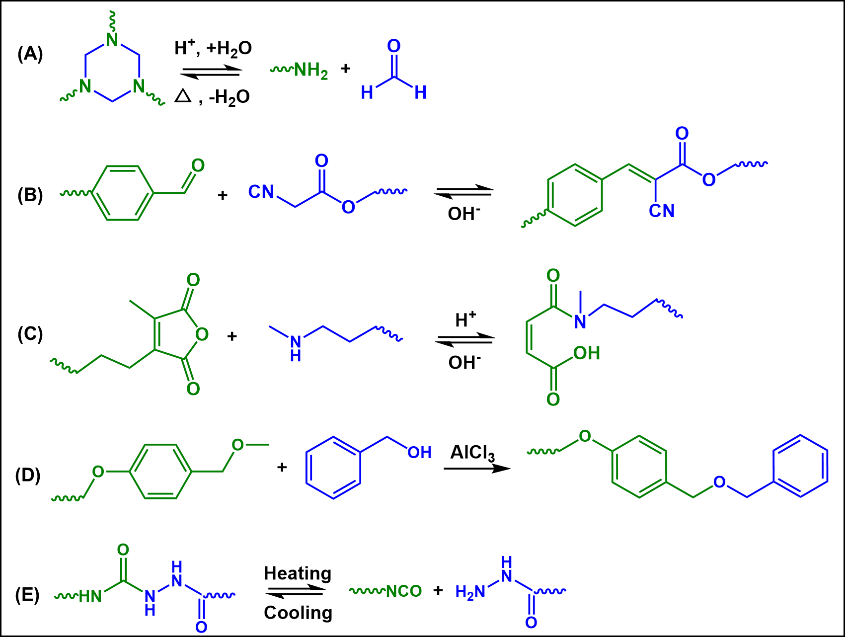 (A)
N
N
N
H⁺, +H₂O
△ , -H₂O
NH₂
+
O
H
H
(B)
O
+
CN
O
O
OH⁻
O
O
CN
(C)
O
O
O
+
N
H
H⁺
OH⁻
O
N
OH
O
(D)
O
O
+
OH
AlCl₃
O
O
(E)
O
HN
N
H
H
N
O
Heating
Cooling
NCO
+
H₂N
H
N
O